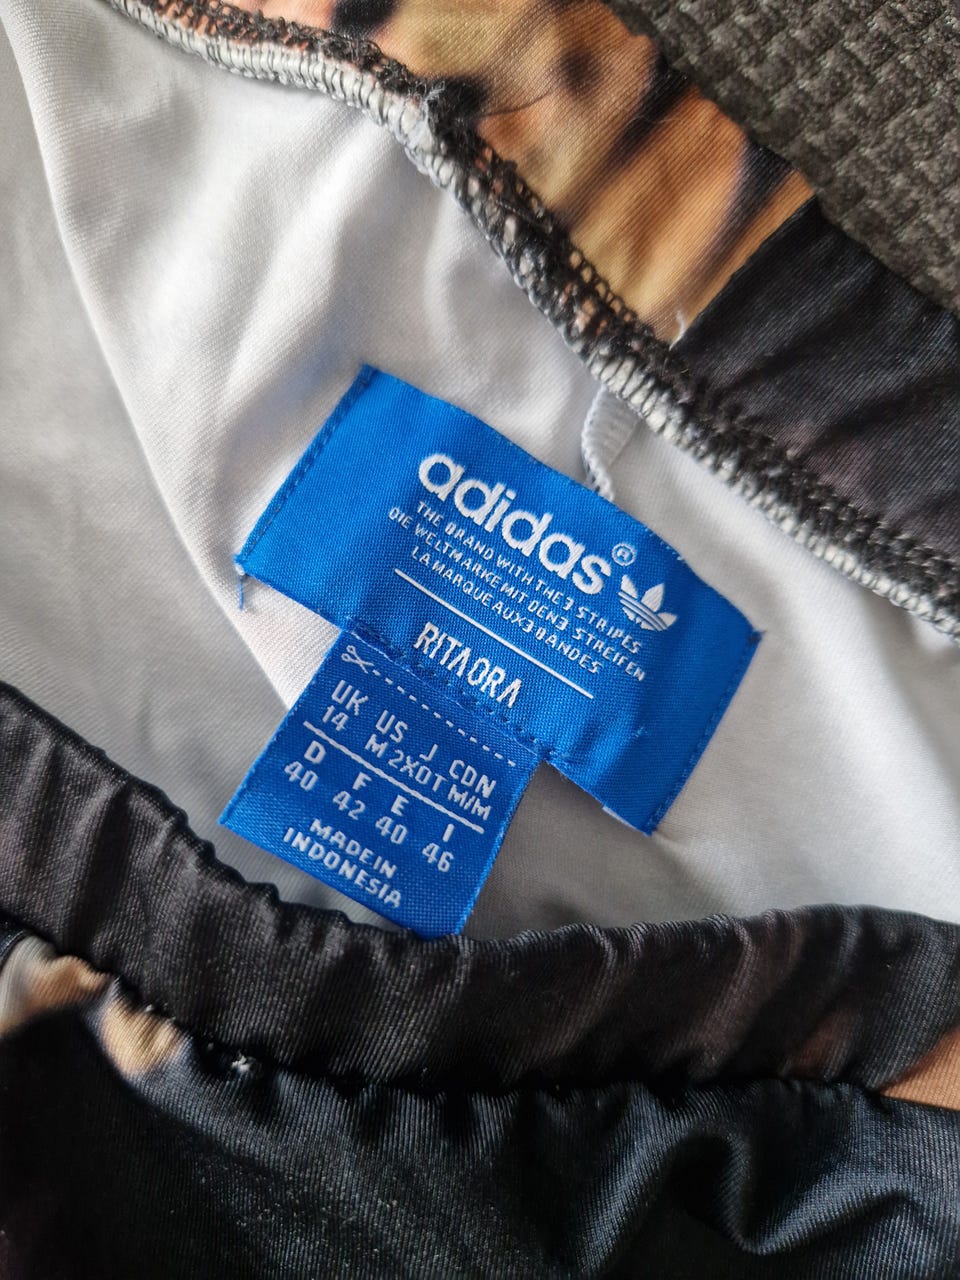 adidas®
THE BRAND WITH THE 3 STRIPES
DIE WELTMARKE MIT DEN 3 STREIFEN
LA MARQUE AUX 3 BANDES
RITA ORA
UK US J CDN
14 M 2XOT M/M
D F E I
40 42 40 46
MADE IN
INDONESIA